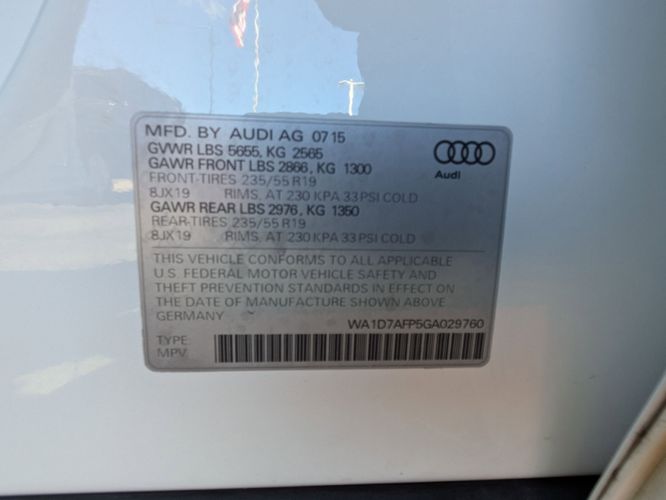 MFD. BY AUDI AG 07 15
GVWR LBS 5655, KG 2565
GAWR FRONT LBS 2866, KG 1300
FRONT-TIRES 235/55 R19
8JX19 RIMS, AT 230 KPA 33 PSI COLD
GAWR REAR LBS 2976, KG 1350
REAR-TIRES 235/55 R19
8JX19 RIMS, AT 230 KPA 33 PSI COLD
Audi
THIS VEHICLE CONFORMS TO ALL APPLICABLE
U.S. FEDERAL MOTOR VEHICLE SAFETY AND
THEFT PREVENTION STANDARDS IN EFFECT ON
THE DATE OF MANUFACTURE SHOWN ABOVE.
GERMANY
WA1D7AFP5GA029760
TYPE:
MPV